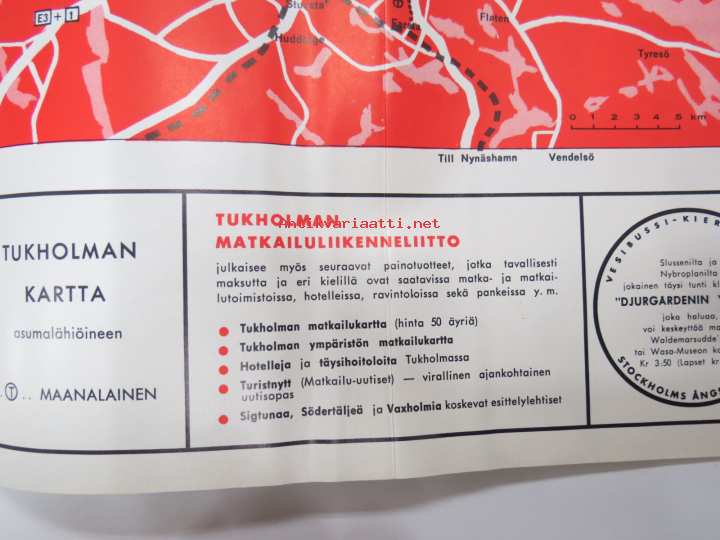 E3 + 1
Stuvsta
Huddinge
Farsta
Flaten
Tyresö
0 1 2 3 4 5 km
Till Nynäshamn Vendelsö
TUKHOLMAN
KARTTA
asumalähiöineen
T MAANALAINEN
TUKHOLMAN
MATKAILULIIKENNELIITTO
julkaisee myös seuraavat painotuotteet, jotka tavallisesti
maksutta ja eri kielillä ovat saatavissa matka- ja matkai-
lutoimistoissa, hotelleissa, ravintoloissa sekä pankeissa y. m.
Tukholman matkailukartta (hinta 50 äyriä)
Tukholman ympäristön matkailukartta
Hotelleja ja täysihoitoloita Tukholmassa
Turistnytt (Matkailu-uutiset) — virallinen ajankohtainen
uutisopas
Sigtunaa, Södertäljeä ja Vaxholmia koskevat esittelylehtiset
VESIBUSSI-KIER
Slussenilta ja
Nybroplanilta
jokainen täysi tunti kl
"DJURGARDENIN
joka haluaa,
voi keskeyttää ma
Waldemarsudde
tai Wasa-Museon ka
Kr 3:50 (Lapset kr
STOCKHOLMS ÅNG